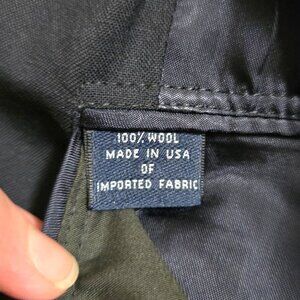 100% WOOL
MADE IN USA
OF
IMPORTED FABRIC